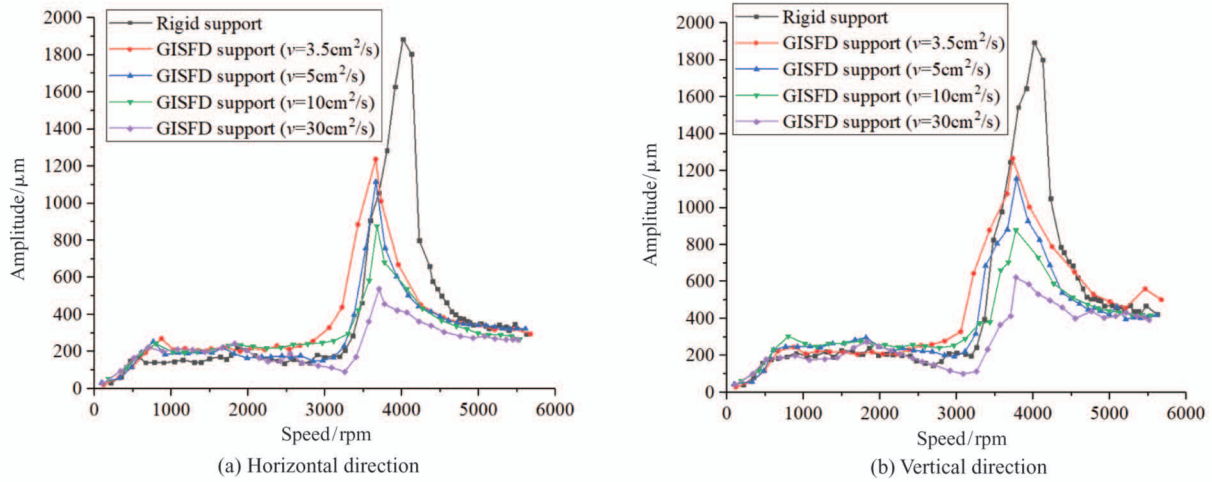 2000
1800
1600
1400
1200
1000
800
600
400
200
0
Amplitude/μm
Rigid support
GISFD support (v=3.5cm²/s)
GISFD support (v=5cm²/s)
GISFD support (v=10cm²/s)
GISFD support (v=30cm²/s)
0 1000 2000 3000 4000 5000 6000
Speed/rpm
(a) Horizontal direction
2000
1800
1600
1400
1200
1000
800
600
400
200
0
Amplitude/μm
Rigid support
GISFD support (v=3.5cm²/s)
GISFD support (v=5cm²/s)
GISFD support (v=10cm²/s)
GISFD support (v=30cm²/s)
0 1000 2000 3000 4000 5000 6000
Speed/rpm
(b) Vertical direction